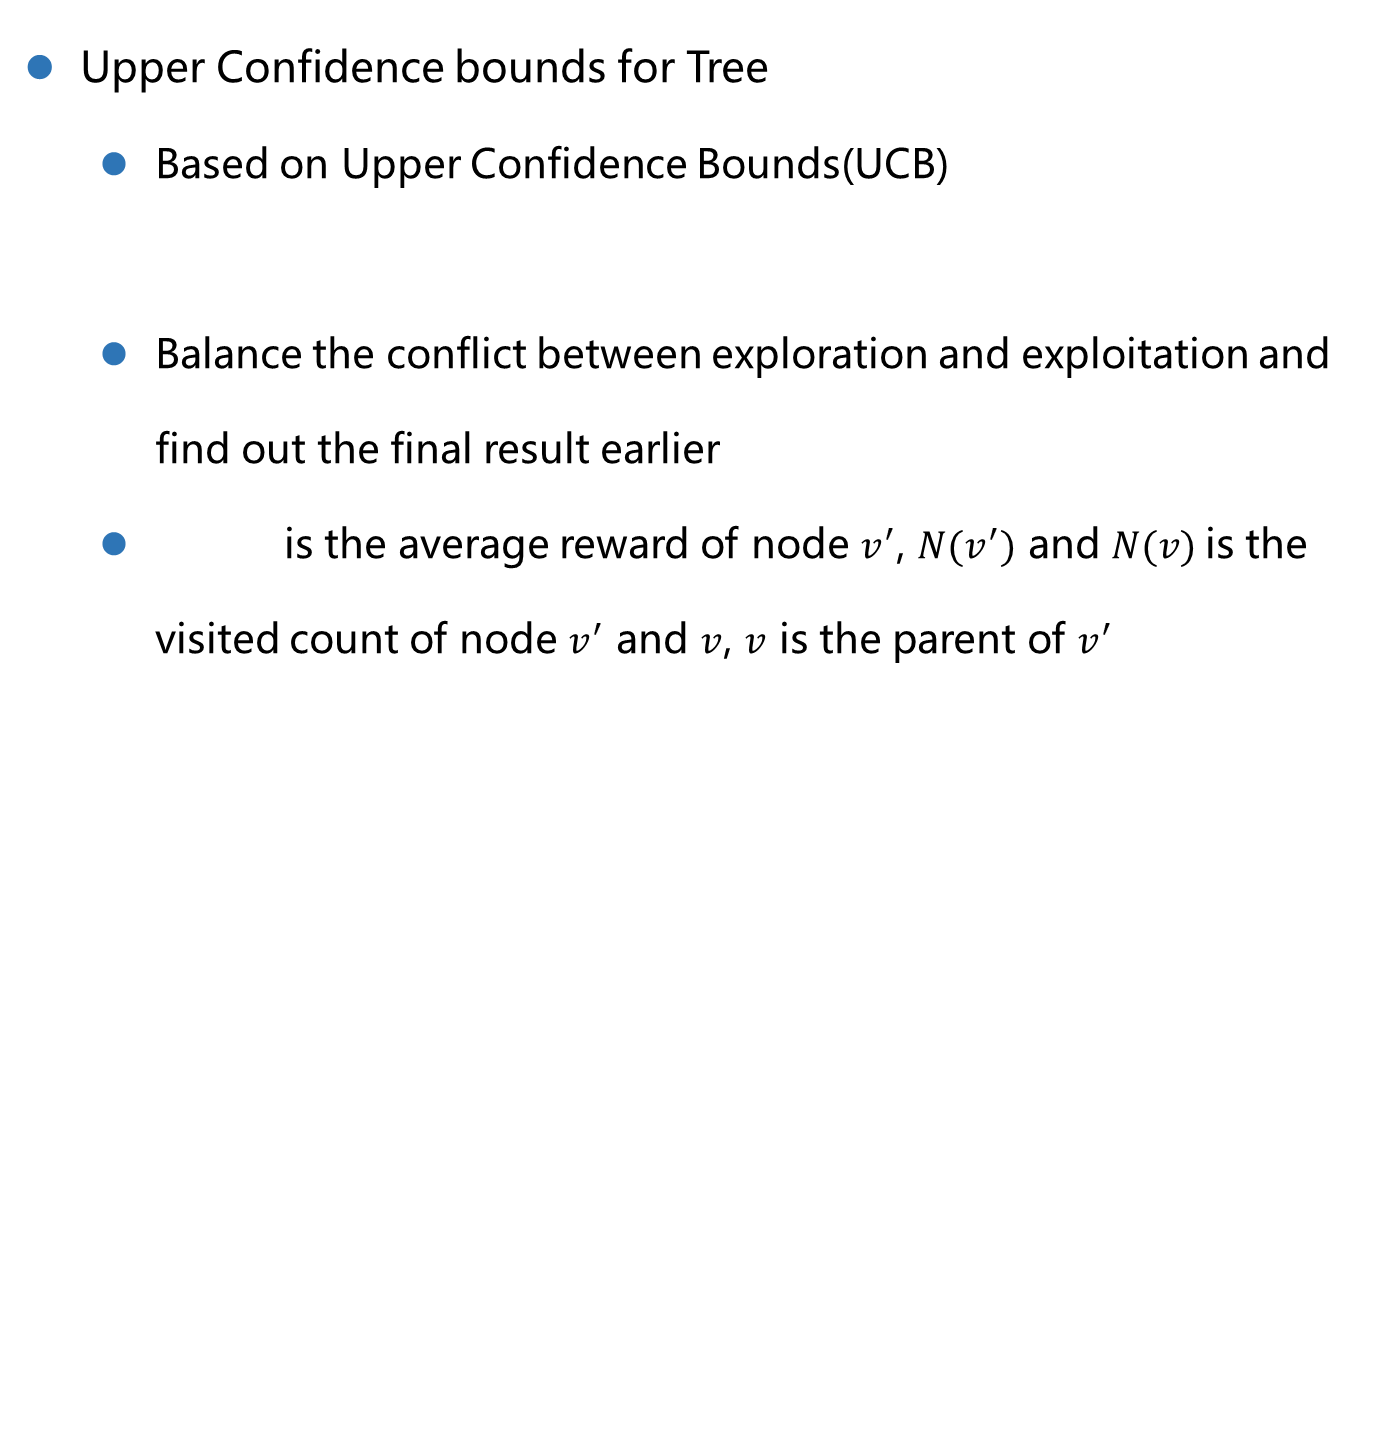 Upper Confidence bounds for Tree
Based on Upper Confidence Bounds(UCB)
Balance the conflict between exploration and exploitation and
find out the final result earlier
is the average reward of node 𝑣′, 𝑁(𝑣′) and 𝑁(𝑣) is the
visited count of node 𝑣′ and 𝑣, 𝑣 is the parent of 𝑣′